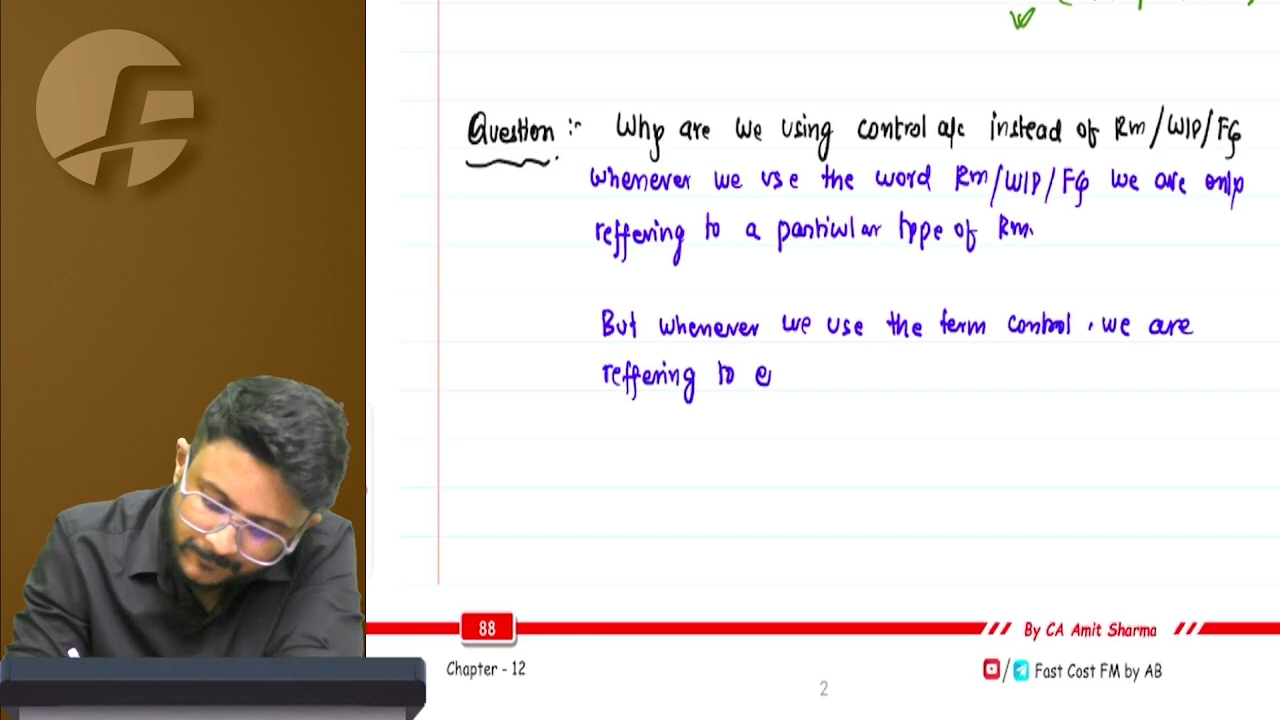 Question :- Why are we using control a/c instead of Rm/WIP/FG
whenever we use the word Rm/WIP/FG we are only
reffering to a particular type of Rm.
But whenever we use the term control, we are
reffering to e
88
By CA Amit Sharma
Chapter - 12
/ Fast Cost FM by AB
2